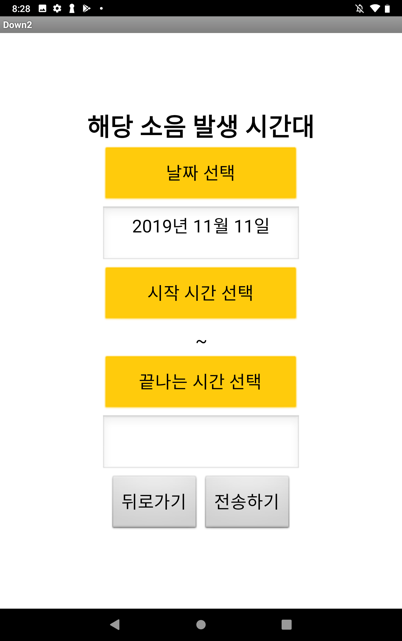 8:28
Down2
해당 소음 발생 시간대
날짜 선택
2019년 11월 11일
시작 시간 선택
~
끝나는 시간 선택
뒤로가기 전송하기